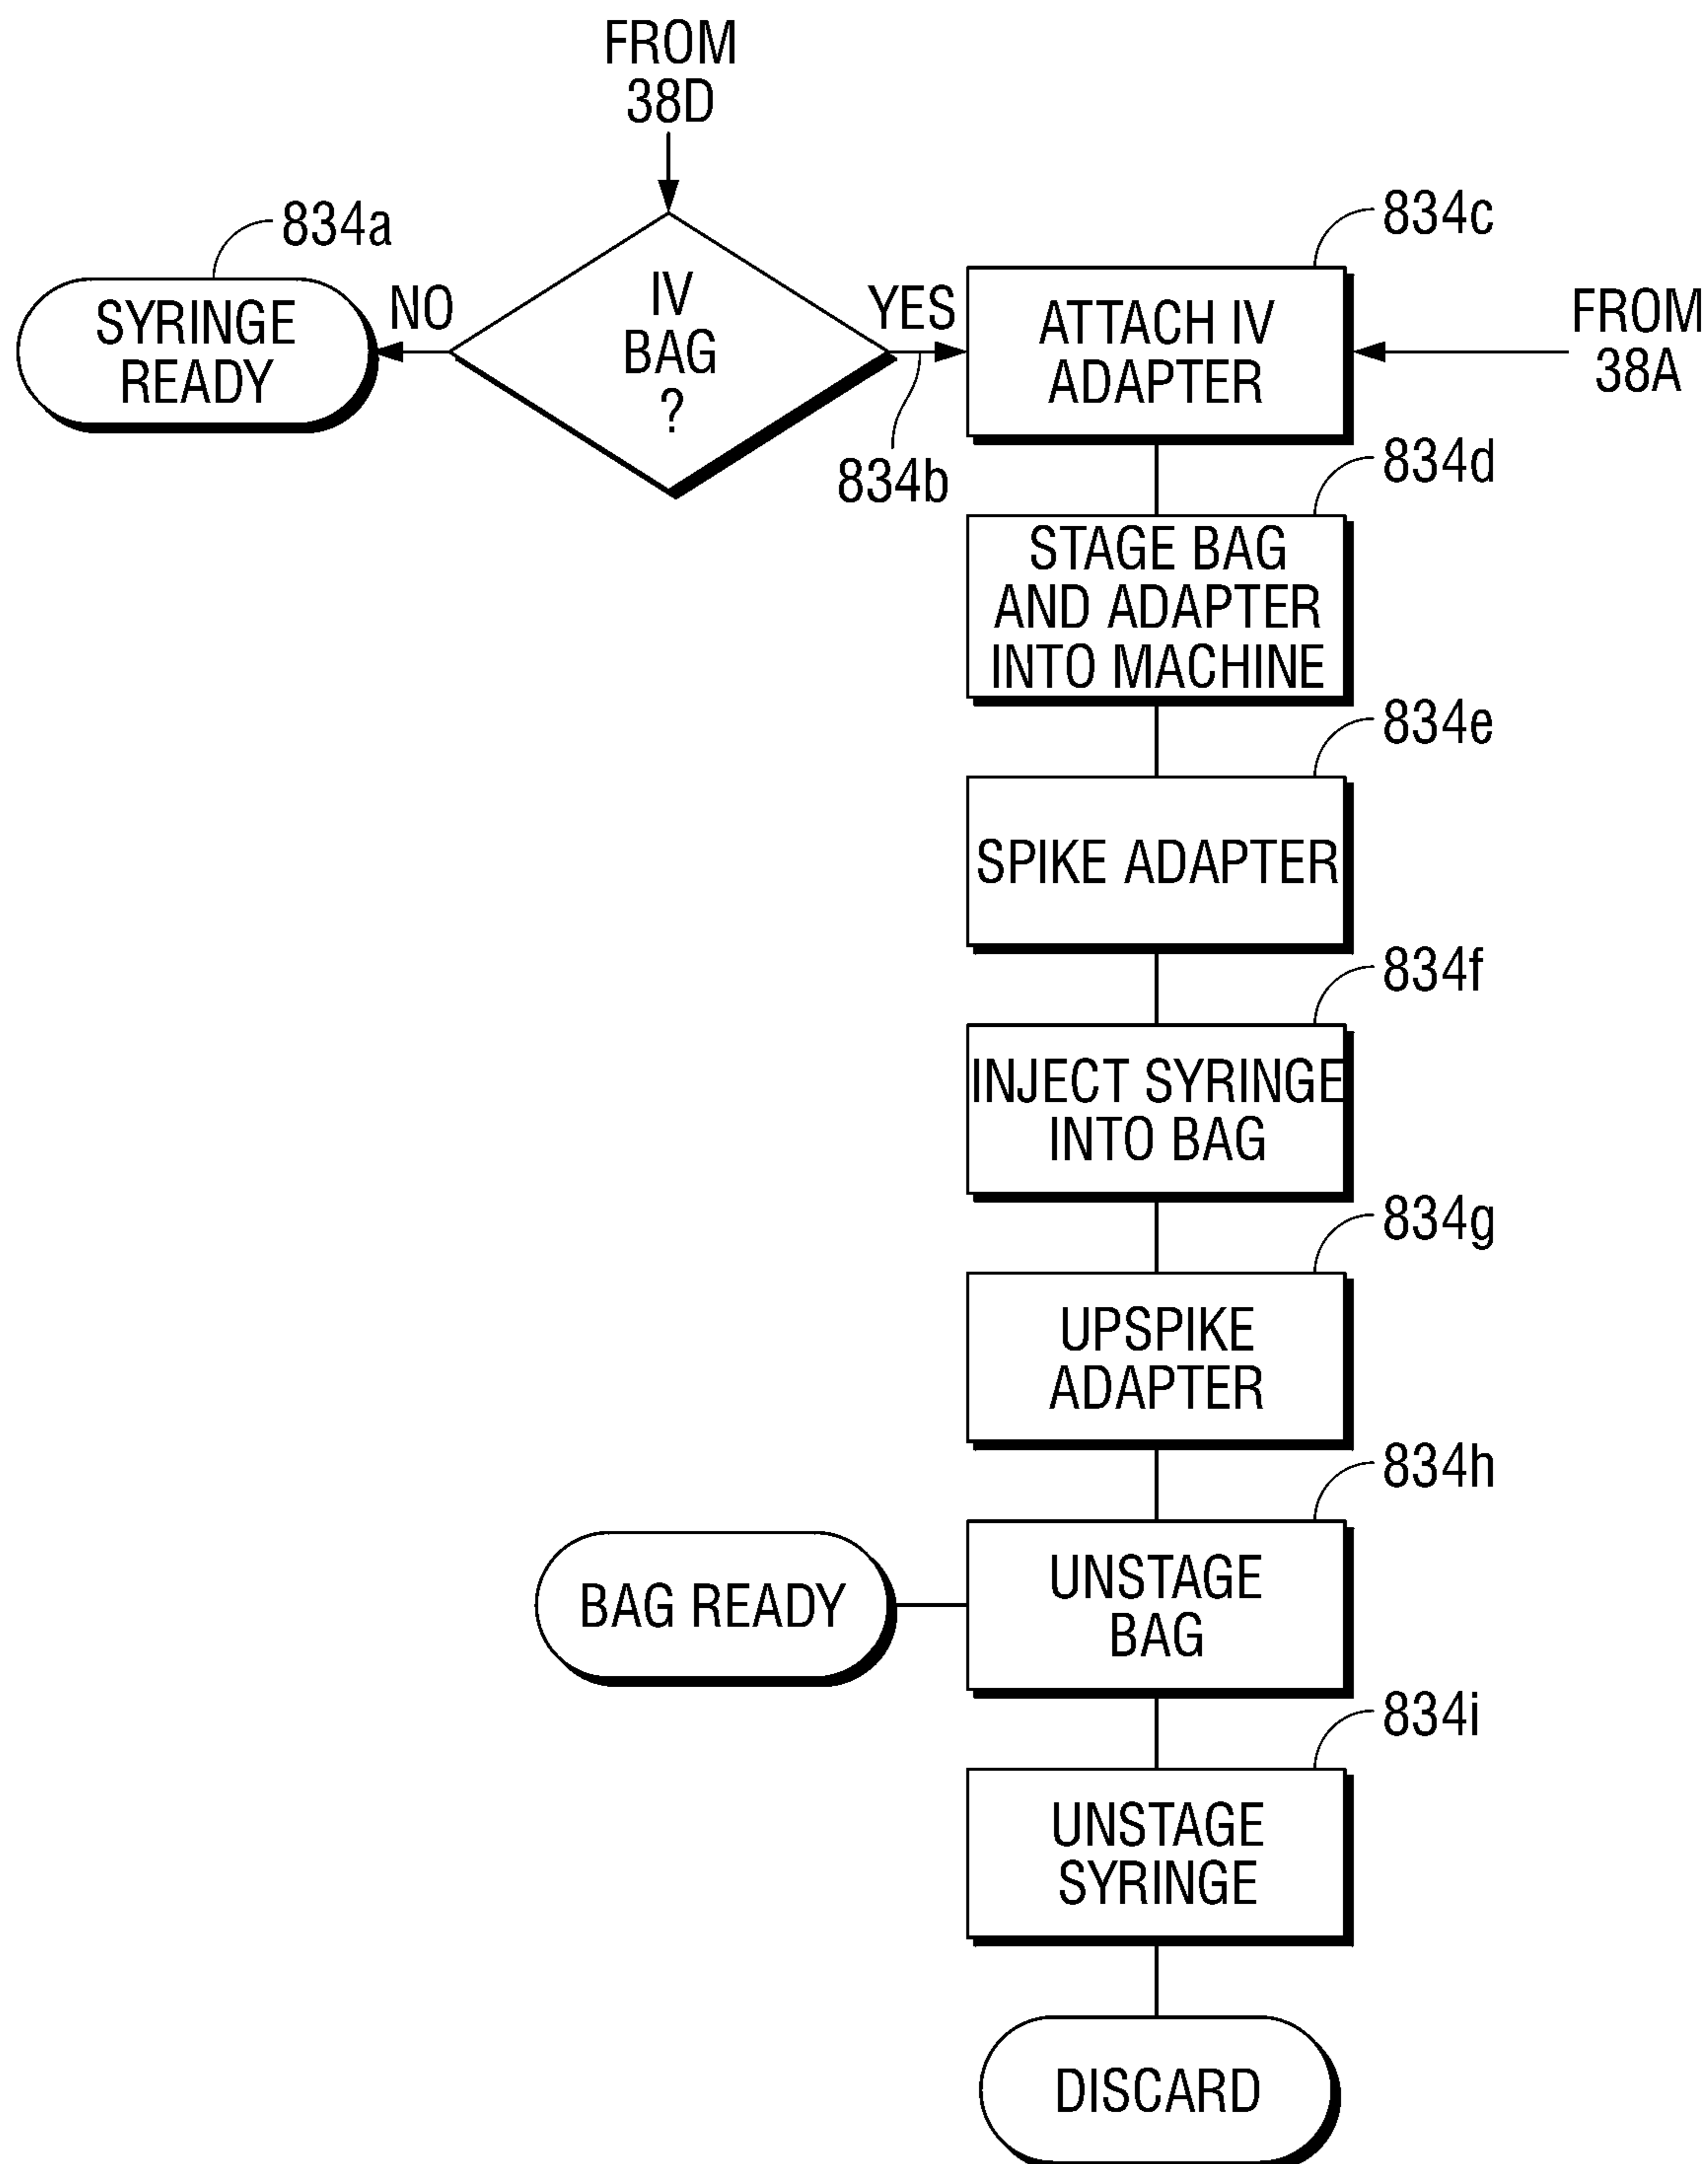 FROM
38D
834a
SYRINGE
READY
NO
IV
BAG
?
YES
834b
834c
ATTACH IV
ADAPTER
FROM
38A
834d
STAGE BAG
AND ADAPTER
INTO MACHINE
834e
SPIKE ADAPTER
834f
INJECT SYRINGE
INTO BAG
834g
UPSPIKE
ADAPTER
834h
BAG READY
UNSTAGE
BAG
834i
UNSTAGE
SYRINGE
DISCARD